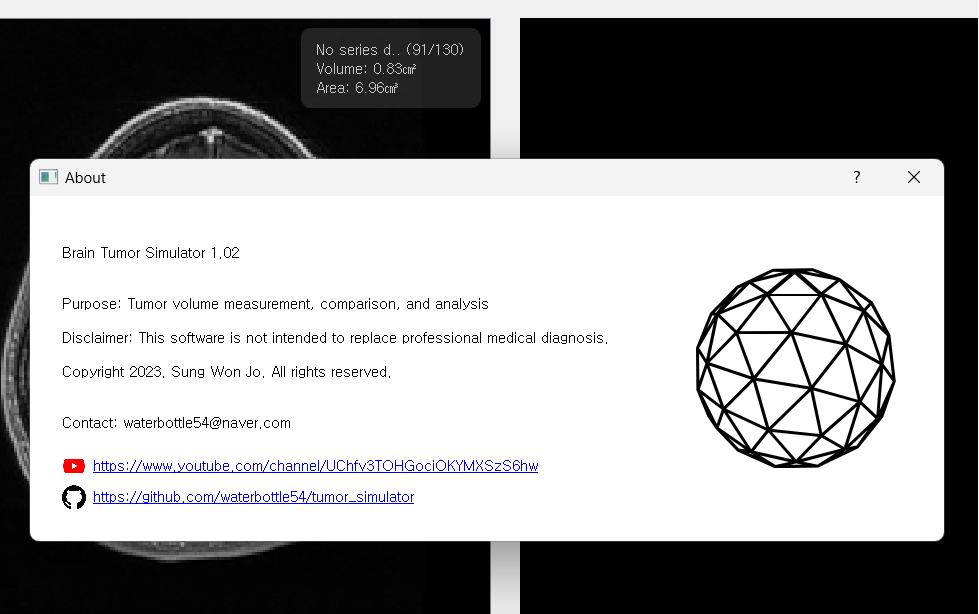 No series d.. (91/130)
Volume: 0.83㎤
Area: 6.96㎠
About
?
Brain Tumor Simulator 1.02
Purpose: Tumor volume measurement, comparison, and analysis
Disclaimer: This software is not intended to replace professional medical diagnosis.
Copyright 2023. Sung Won Jo. All rights reserved.
Contact: waterbottle54@naver.com
https://www.youtube.com/channel/UChfv3TOHGociOKYMXSzS6hw
https://github.com/waterbottle54/tumor_simulator